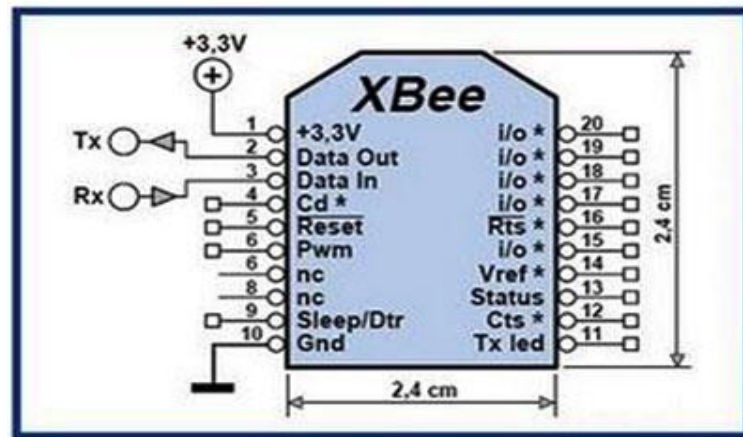 +3,3V
XBee
1 +3,3V i/o * 20
Tx 2 Data Out i/o * 19
3 Data In i/o * 18
Rx 4 Cd * i/o * 17
5 Reset Rts * 16
6 Pwm i/o * 15
6 nc Vref * 14
8 nc Status 13
9 Sleep/Dtr Cts * 12
10 Gnd Tx led 11
2,4 cm
2,4 cm